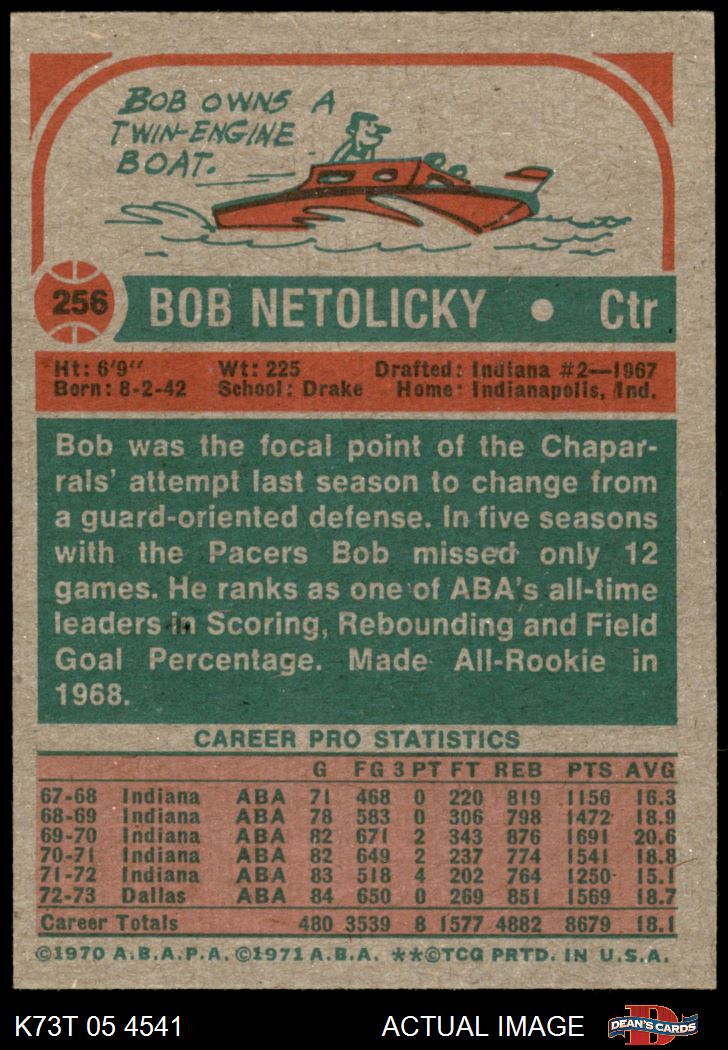 BOB OWNS A
TWIN-ENGINE
BOAT.
256 BOB NETOLICKY • Ctr
Ht: 6'9" Wt: 225 Drafted: Indiana #2—1967
Born: 8-2-42 School: Drake Home: Indianapolis, Ind.
Bob was the focal point of the Chapar-
rals' attempt last season to change from
a guard-oriented defense. In five seasons
with the Pacers Bob missed only 12
games. He ranks as one of ABA's all-time
leaders in Scoring, Rebounding and Field
Goal Percentage. Made All-Rookie in
1968.
CAREER PRO STATISTICS
G FG 3 PT FT REB PTS AVG
67-68 Indiana ABA 71 468 0 220 819 1156 16.3
68-69 Indiana ABA 78 583 0 306 798 1472 18.9
69-70 Indiana ABA 82 671 2 343 876 1691 20.6
70-71 Indiana ABA 82 649 2 237 774 1541 18.8
71-72 Indiana ABA 83 518 4 202 764 1250 15.1
72-73 Dallas ABA 84 650 0 269 851 1569 18.7
Career Totals 480 3539 8 1577 4882 8679 18.1
©1970 A.B.A.P.A. ©1971 A.B.A. **©TCG PRTD. IN U.S.A.
K73T 05 4541 ACTUAL IMAGE DEAN'S CARDS